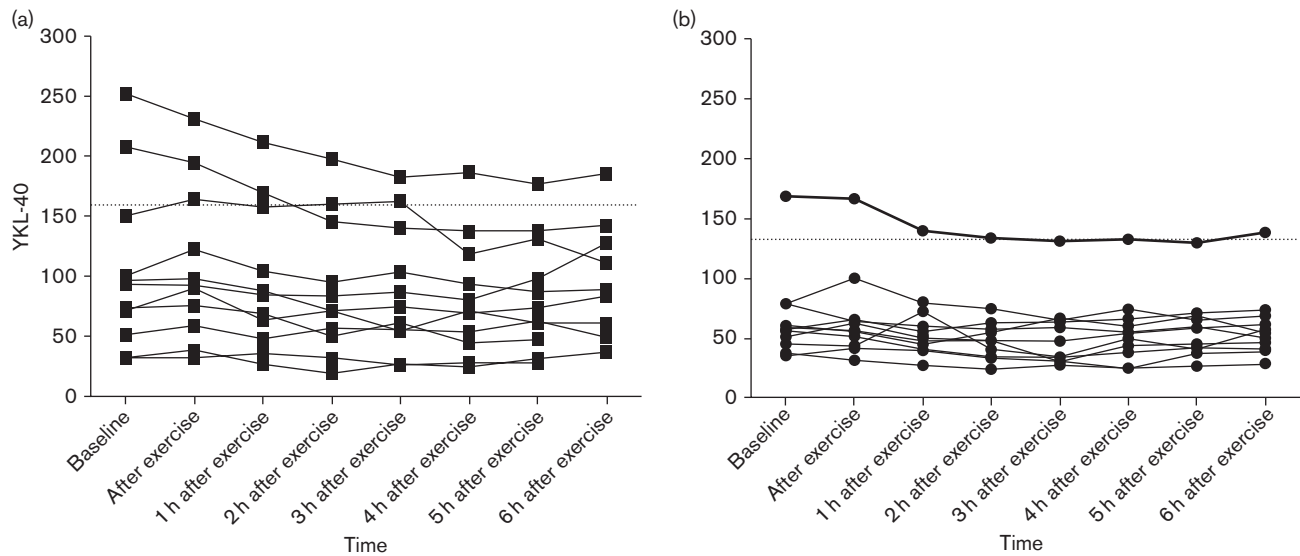 (a)
300
250
200
150
100
50
0
YKL-40
Baseline
After exercise
1 h after exercise
2 h after exercise
3 h after exercise
4 h after exercise
5 h after exercise
6 h after exercise
Time
(b)
300
250
200
150
100
50
0
Baseline
After exercise
1 h after exercise
2 h after exercise
3 h after exercise
4 h after exercise
5 h after exercise
6 h after exercise
Time